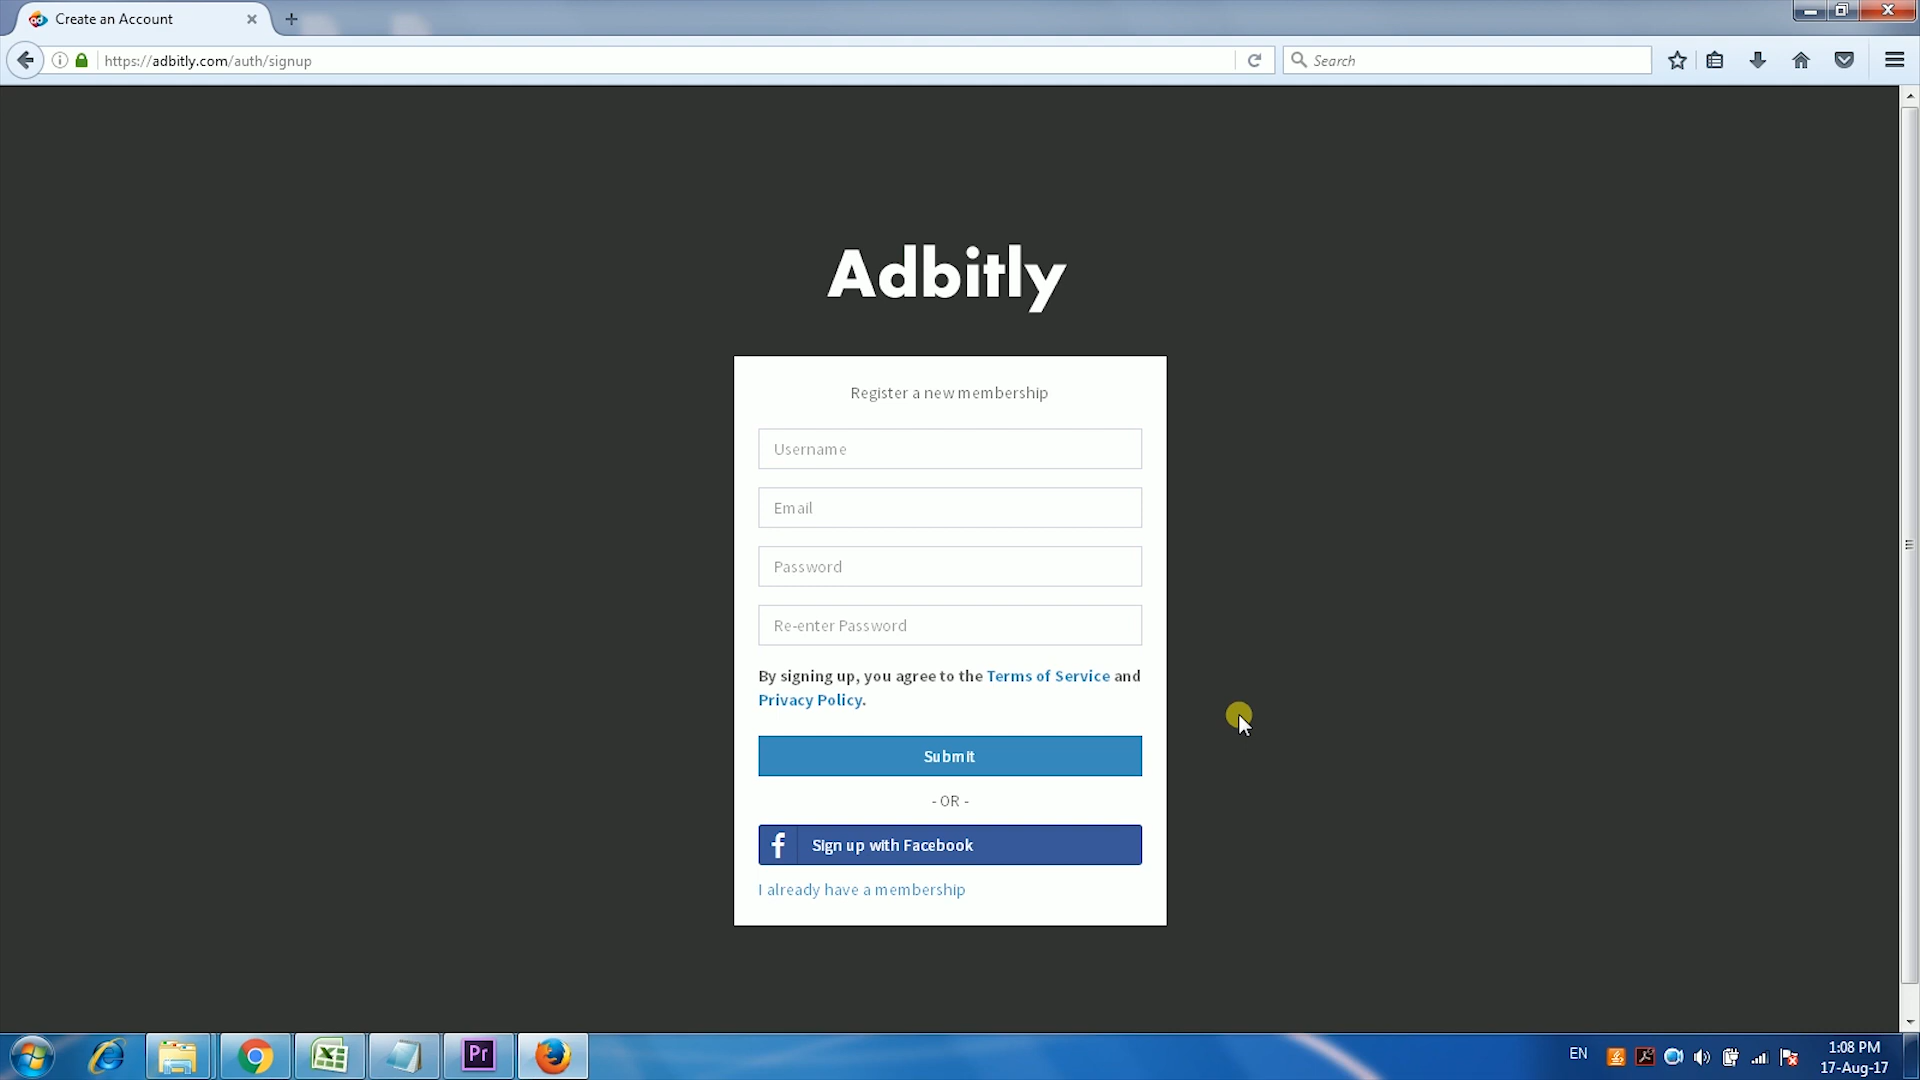 Create an Account
https://adbitly.com/auth/signup
Search
Adbitly
Register a new membership
Username
Email
Password
Re-enter Password
By signing up, you agree to the Terms of Service and
Privacy Policy.
Submit
- OR -
f Sign up with Facebook
I already have a membership
Pr
EN
1:08 PM
17-Aug-17